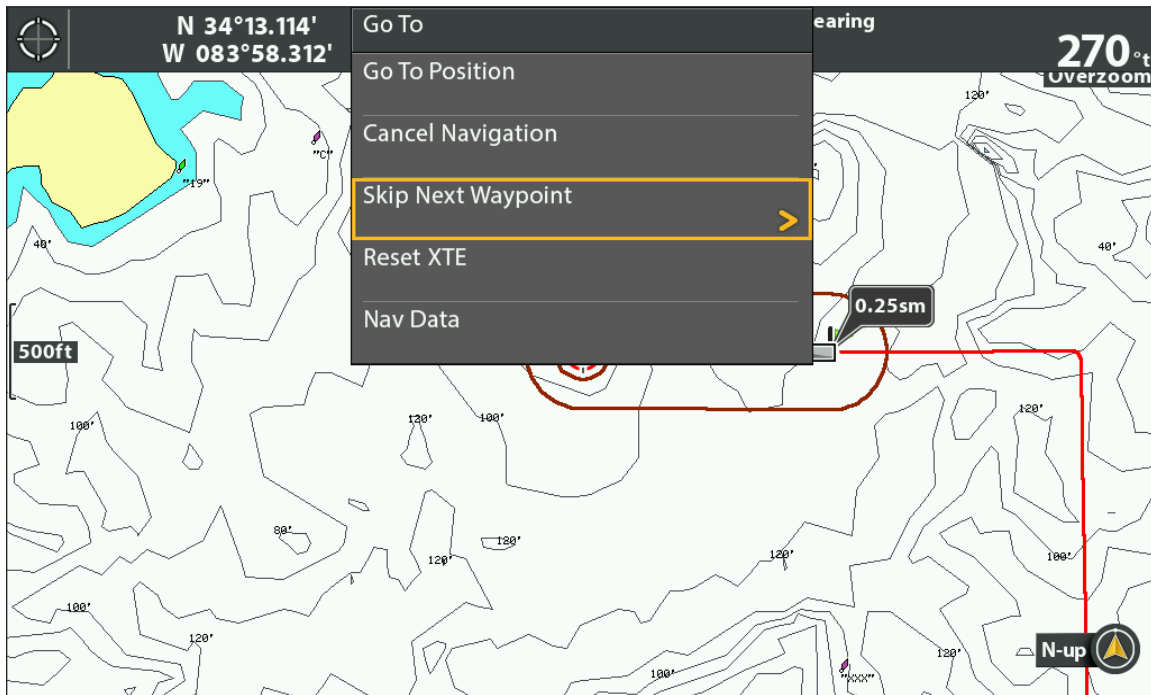 N 34°13.114'
W 083°58.312'
Go To
earing
270°t
Overzoom
Go To Position
120'
"C"
Cancel Navigation
"19"
Skip Next Waypoint
>
40'
40'
Reset XTE
0.25sm
Nav Data
500ft
120'
100'
120'
100'
80'
120'
120'
120'
100'
100'
120'
N-up
120'
100'
"XXX"